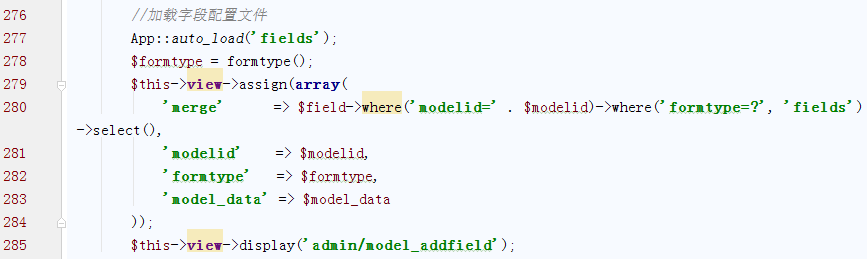 276 //加载字段配置文件
277 App::auto_load('fields');
278 $formtype = formtype();
279 $this->view->assign(array(
280 'merge' => $field->where('modelid=' . $modelid)->where('formtype=?', 'fields')
->select(),
281 'modelid' => $modelid,
282 'formtype' => $formtype,
283 'model_data' => $model_data
284 ));
285 $this->view->display('admin/model_addfield');